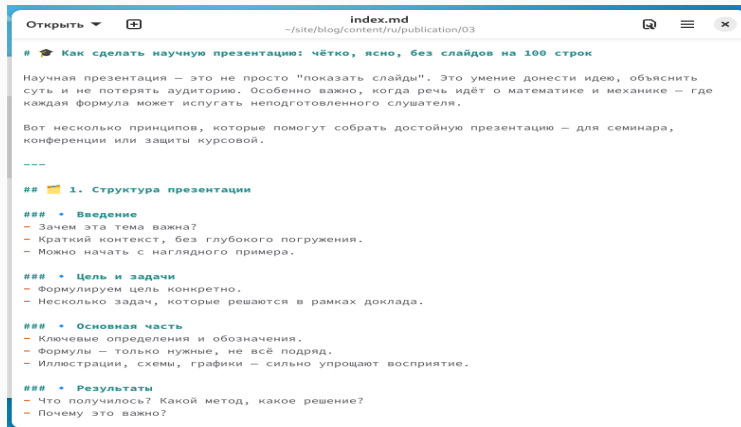 Открыть
index.md
~/site/blog/content/ru/publication/03
# 🎓 Как сделать научную презентацию: чётко, ясно, без слайдов на 100 строк
Научная презентация — это не просто "показать слайды". Это умение донести идею, объяснить
суть и не потерять аудиторию. Особенно важно, когда речь идёт о математике и механике — где
каждая формула может испугать неподготовленного слушателя.
Вот несколько принципов, которые помогут собрать достойную презентацию — для семинара,
конференции или защиты курсовой.
---
## 🗂️ 1. Структура презентации
### 🔹 Введение
- Зачем эта тема важна?
- Краткий контекст, без глубокого погружения.
- Можно начать с наглядного примера.
### 🔹 Цель и задачи
- Формулируем цель конкретно.
- Несколько задач, которые решаются в рамках доклада.
### 🔹 Основная часть
- Ключевые определения и обозначения.
- Формулы — только нужные, не всё подряд.
- Иллюстрации, схемы, графики — сильно упрощают восприятие.
### 🔹 Результаты
- Что получилось? Какой метод, какое решение?
- Почему это важно?